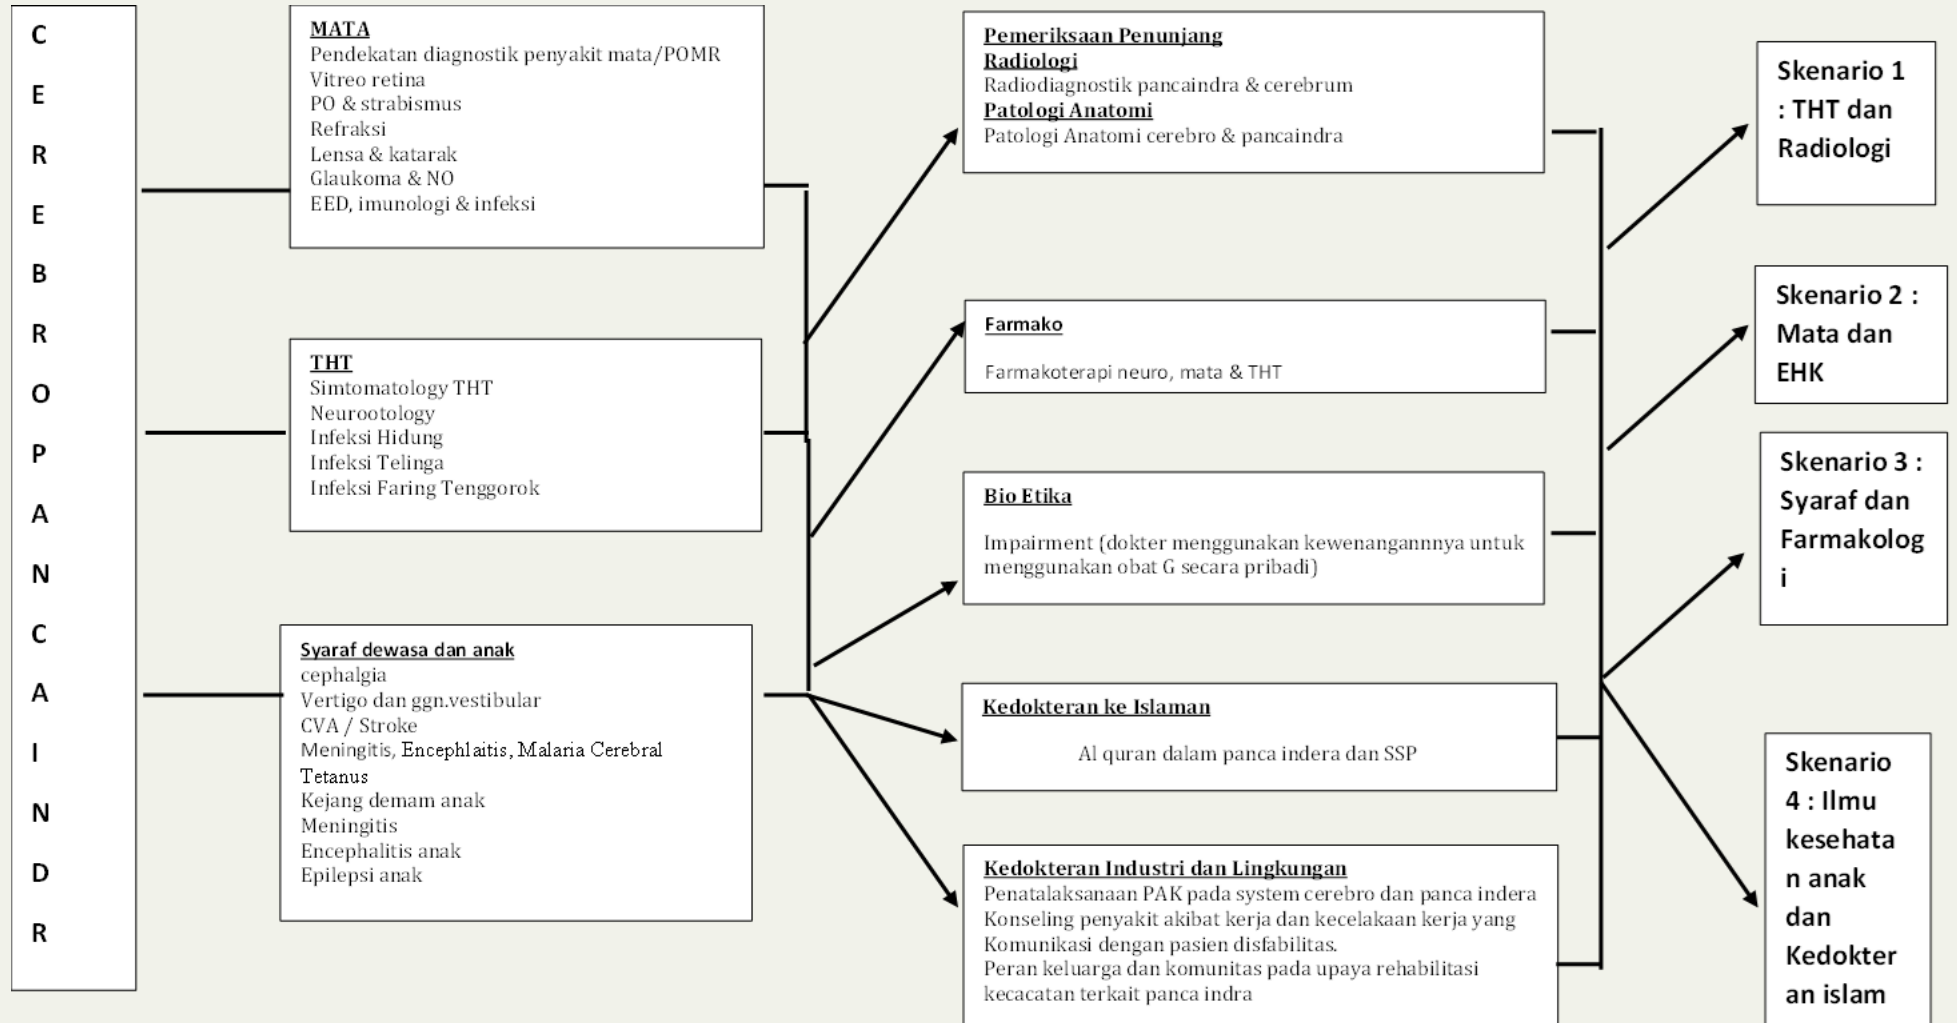 C
E
R
E
B
R
O
P
A
N
C
A
I
N
D
R
MATA
Pendekatan diagnostik penyakit mata/POMR
Vitreo retina
PO & strabismus
Refraksi
Lensa & katarak
Glaukoma & NO
EED, imunologi & infeksi
THT
Simtomatology THT
Neurootology
Infeksi Hidung
Infeksi Telinga
Infeksi Faring Tenggorok
Syaraf dewasa dan anak
cephalgia
Vertigo dan ggn.vestibular
CVA / Stroke
Meningitis, Encephlaitis, Malaria Cerebral
Tetanus
Kejang demam anak
Meningitis
Encephalitis anak
Epilepsi anak
Pemeriksaan Penunjang
Radiologi
Radiodiagnostik pancaindra & cerebrum
Patologi Anatomi
Patologi Anatomi cerebro & pancaindra
Farmako
Farmakoterapi neuro, mata & THT
Bio Etika
Impairment (dokter menggunakan kewenangannnya untuk
menggunakan obat G secara pribadi)
Kedokteran ke Islaman
Al quran dalam panca indera dan SSP
Kedokteran Industri dan Lingkungan
Penatalaksanaan PAK pada system cerebro dan panca indera
Konseling penyakit akibat kerja dan kecelakaan kerja yang
Komunikasi dengan pasien disfabilitas.
Peran keluarga dan komunitas pada upaya rehabilitasi
kecacatan terkait panca indra
Skenario 1
: THT dan
Radiologi
Skenario 2 :
Mata dan
EHK
Skenario 3 :
Syaraf dan
Farmakolog
i
Skenario
4 : Ilmu
kesehata
n anak
dan
Kedokter
an islam